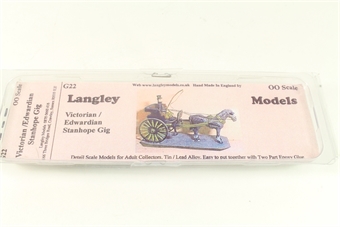 G22
Web www.langleymodels.co.uk Hand Made In England by
OO Scale
Langley
Models
Victorian /
Edwardian
Stanhope Gig
Detail Scale Models for Adult Collectors. Tin / Lead Alloy. Easy to put together with Two Part Epoxy Glue
G22
Victorian /Edwardian
Stanhope Gig
OO Scale